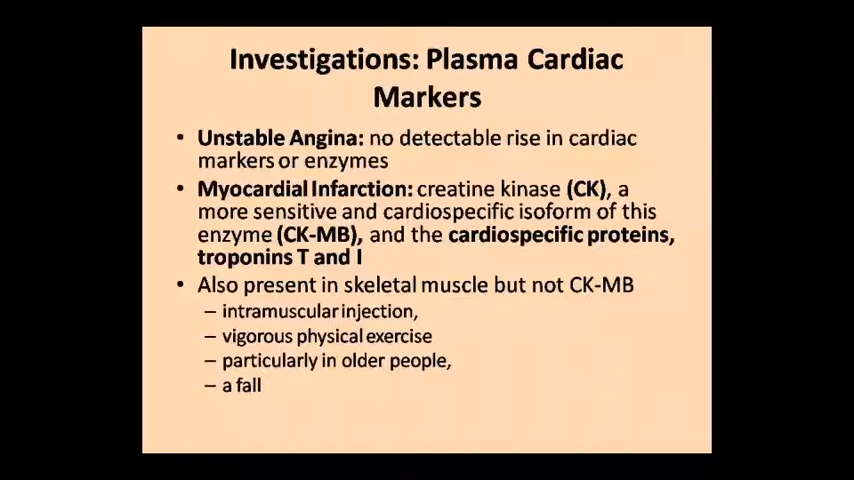 Investigations: Plasma Cardiac
Markers
• Unstable Angina: no detectable rise in cardiac
markers or enzymes
• Myocardial Infarction: creatine kinase (CK), a
more sensitive and cardiospecific isoform of this
enzyme (CK-MB), and the cardiospecific proteins,
troponins T and I
• Also present in skeletal muscle but not CK-MB
– intramuscular injection,
– vigorous physical exercise
– particularly in older people,
– a fall